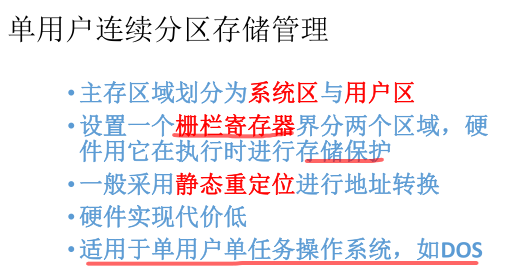 单用户连续分区存储管理
•主存区域划分为系统区与用户区
•设置一个栅栏寄存器界分两个区域，硬
件用它在执行时进行存储保护
•一般采用静态重定位进行地址转换
•硬件实现代价低
•适用于单用户单任务操作系统，如DOS